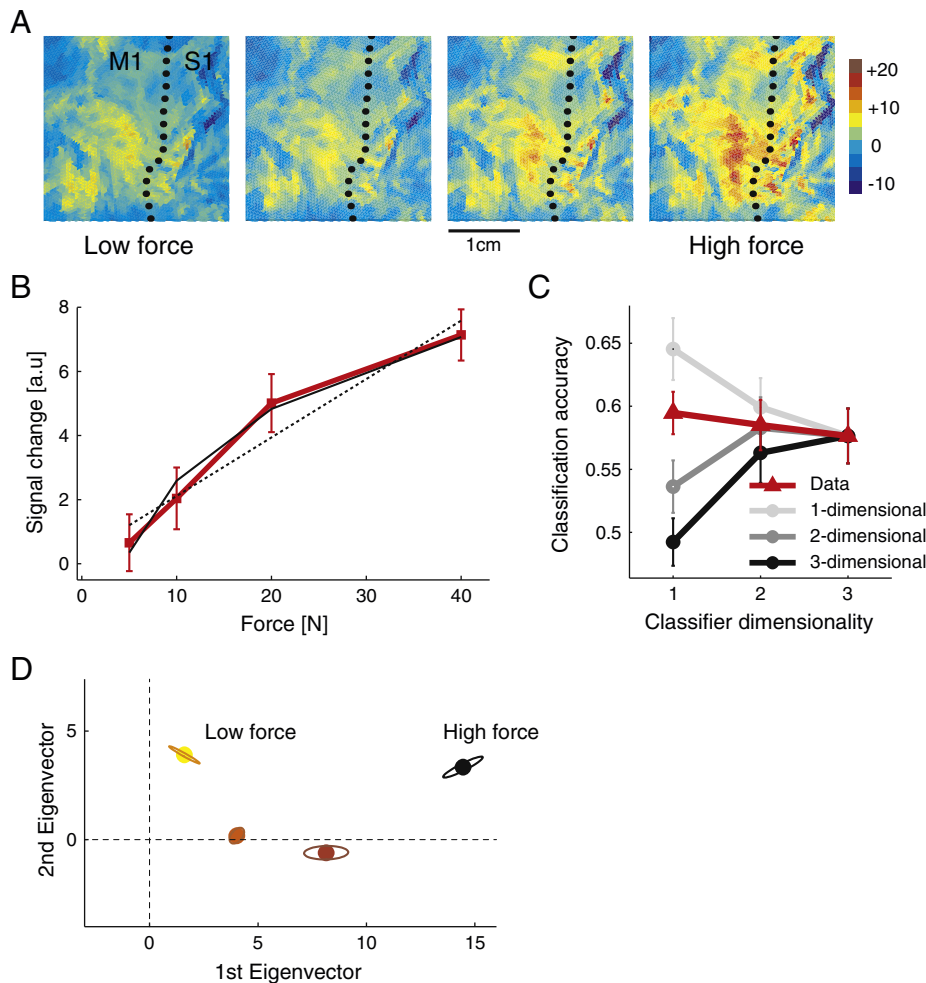 A
M1 S1
+20
+10
0
-10
Low force
1cm
High force
B
Signal change [a.u]
8
6
4
2
0
0 10 20 30 40
Force [N]
C
Classification accuracy
0.65
0.6
0.55
0.5
Data
1-dimensional
2-dimensional
3-dimensional
1 2 3
Classifier dimensionality
D
2nd Eigenvector
5
0
Low force
High force
0 5 10 15
1st Eigenvector